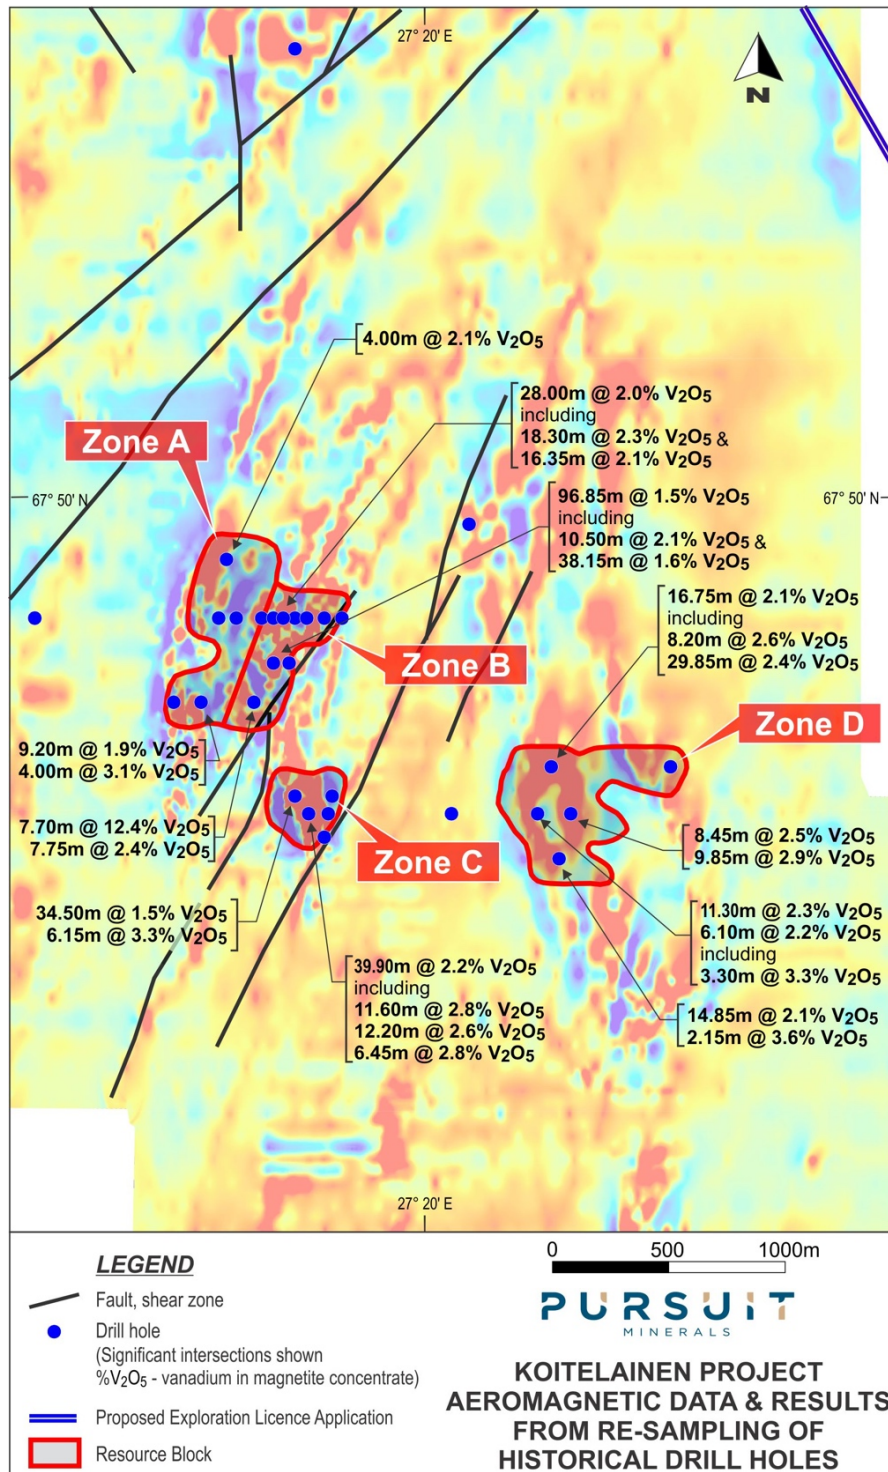 27° 20' E
N
4.00m @ 2.1% V2O5
28.00m @ 2.0% V2O5
including
18.30m @ 2.3% V2O5 &
16.35m @ 2.1% V2O5
Zone A
67° 50' N
67° 50' N
96.85m @ 1.5% V2O5
including
10.50m @ 2.1% V2O5 &
38.15m @ 1.6% V2O5
16.75m @ 2.1% V2O5
including
8.20m @ 2.6% V2O5
29.85m @ 2.4% V2O5
Zone B
Zone D
9.20m @ 1.9% V2O5
4.00m @ 3.1% V2O5
7.70m @ 12.4% V2O5
7.75m @ 2.4% V2O5
Zone C
8.45m @ 2.5% V2O5
9.85m @ 2.9% V2O5
34.50m @ 1.5% V2O5
6.15m @ 3.3% V2O5
11.30m @ 2.3% V2O5
6.10m @ 2.2% V2O5
including
3.30m @ 3.3% V2O5
39.90m @ 2.2% V2O5
including
11.60m @ 2.8% V2O5
12.20m @ 2.6% V2O5
6.45m @ 2.8% V2O5
14.85m @ 2.1% V2O5
2.15m @ 3.6% V2O5
27° 20' E
LEGEND
Fault, shear zone
Drill hole
(Significant intersections shown
%V2O5 - vanadium in magnetite concentrate)
Proposed Exploration Licence Application
Resource Block
0 500 1000m
PURSUIT
MINERALS
KOITELAINEN PROJECT
AEROMAGNETIC DATA & RESULTS
FROM RE-SAMPLING OF
HISTORICAL DRILL HOLES